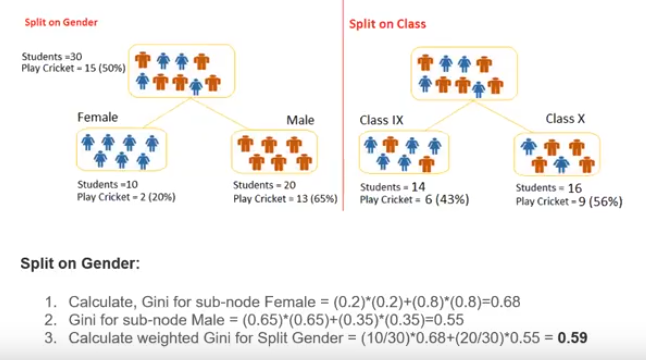 Split on Gender
Split on Class
Students =30
Play Cricket = 15 (50%)
Female
Male
Class IX
Class X
Students =10
Play Cricket = 2 (20%)
Students = 20
Play Cricket = 13 (65%)
Students = 14
Play Cricket = 6 (43%)
Students = 16
Play Cricket = 9 (56%)
Split on Gender:
1. Calculate, Gini for sub-node Female = (0.2)*(0.2)+(0.8)*(0.8)=0.68
2. Gini for sub-node Male = (0.65)*(0.65)+(0.35)*(0.35)=0.55
3. Calculate weighted Gini for Split Gender = (10/30)*0.68+(20/30)*0.55 = 0.59